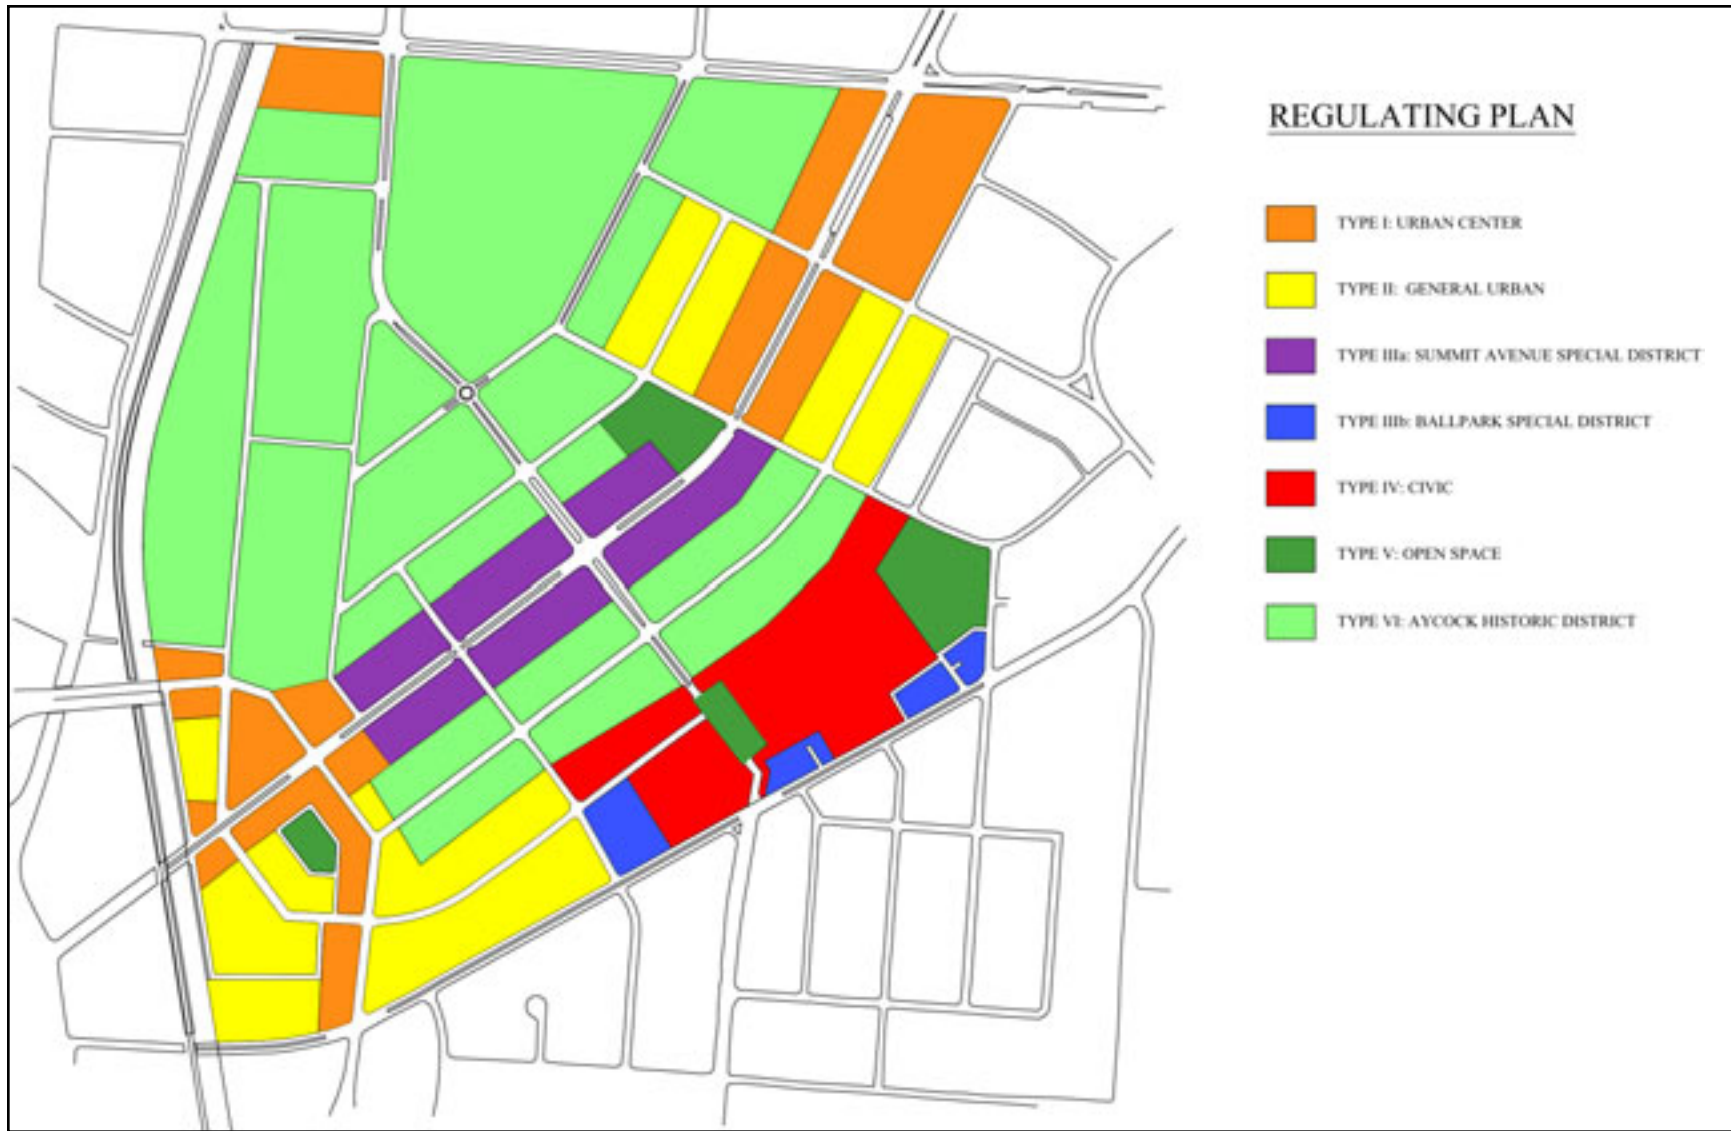 REGULATING PLAN
TYPE I: URBAN CENTER
TYPE II: GENERAL URBAN
TYPE IIIa: SUMMIT AVENUE SPECIAL DISTRICT
TYPE IIIb: BALLPARK SPECIAL DISTRICT
TYPE IV: CIVIC
TYPE V: OPEN SPACE
TYPE VI: AYCOCK HISTORIC DISTRICT